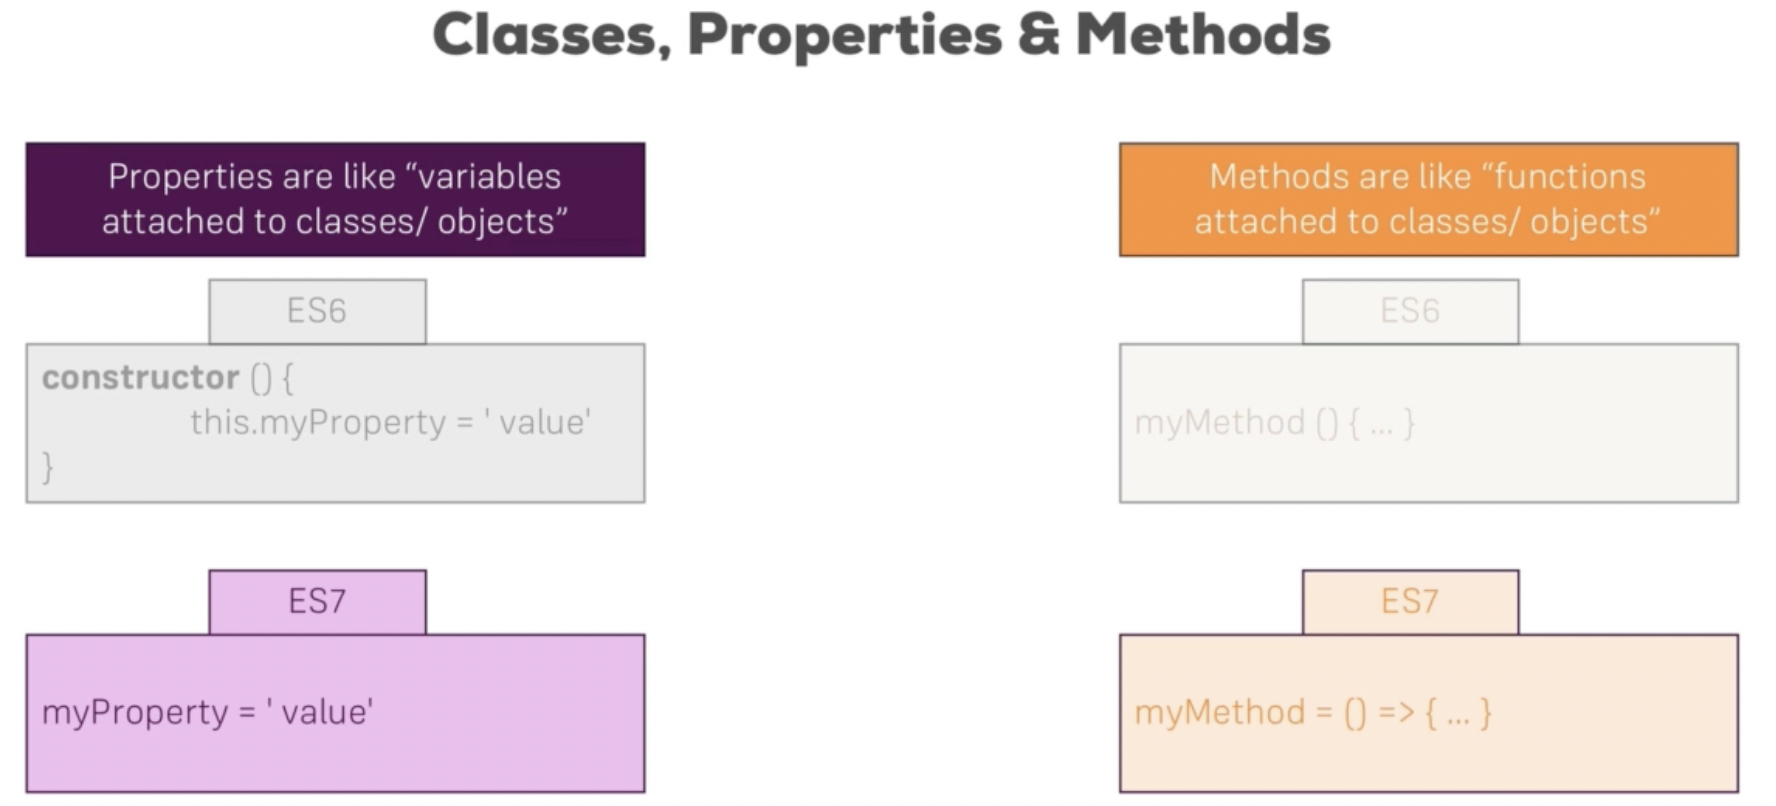 Classes, Properties & Methods
Properties are like “variables
attached to classes/ objects”
ES6
constructor () {
this.myProperty = ' value'
}
ES7
myProperty = ' value'
Methods are like “functions
attached to classes/ objects”
ES6
myMethod () { ... }
ES7
myMethod = () => { ... }